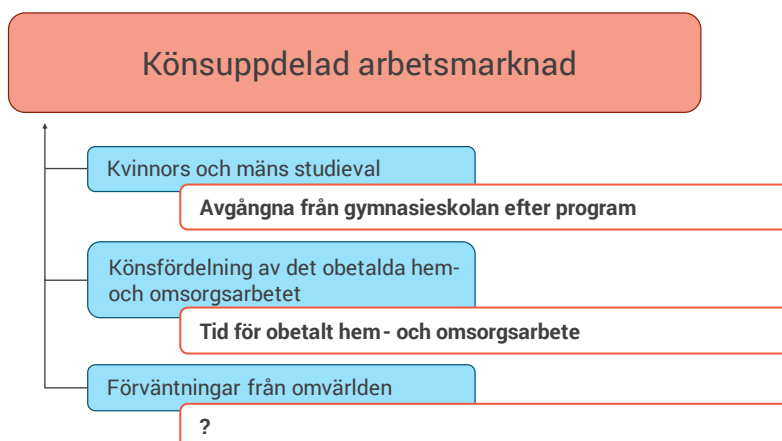 Könsuppdelad arbetsmarknad
Kvinnors och mäns studieval
Avgångna från gymnasieskolan efter program
Könsfördelning av det obetalda hem-
och omsorgsarbetet
Tid för obetalt hem- och omsorgsarbete
Förväntningar från omvärlden
?